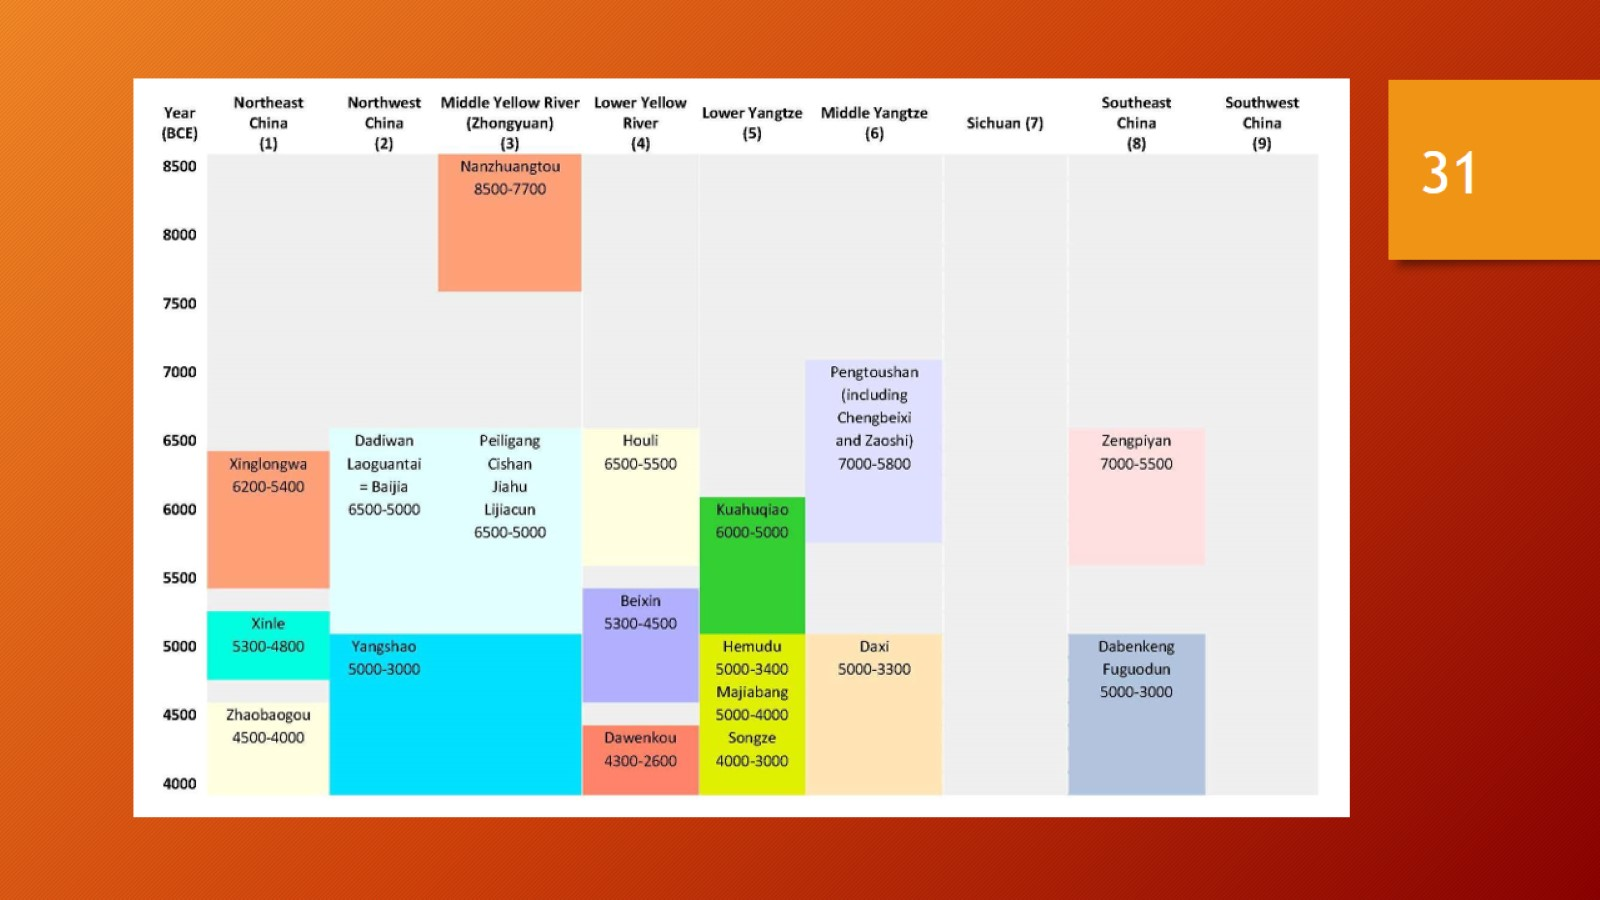 Year
(BCE)
Northeast
China
(1)
Northwest
China
(2)
Middle Yellow River
(Zhongyuan)
(3)
Lower Yellow
River
(4)
Lower Yangtze
(5)
Middle Yangtze
(6)
Sichuan (7)
Southeast
China
(8)
Southwest
China
(9)
31
8500
8000
7500
7000
6500
6000
5500
5000
4500
4000
Xinglongwa
6200-5400
Xinle
5300-4800
Zhaobaogou
4500-4000
Dadiwan
Laoguantai
= Baijia
6500-5000
Yangshao
5000-3000
Nanzhuangtou
8500-7700
Peiligang
Cishan
Jiahu
Lijiacun
6500-5000
Houli
6500-5500
Beixin
5300-4500
Dawenkou
4300-2600
Kuahuqiao
6000-5000
Hemudu
5000-3400
Majiabang
5000-4000
Songze
4000-3000
Pengtoushan
(including
Chengbeixi
and Zaoshi)
7000-5800
Daxi
5000-3300
Zengpiyan
7000-5500
Dabenkeng
Fuguodun
5000-3000